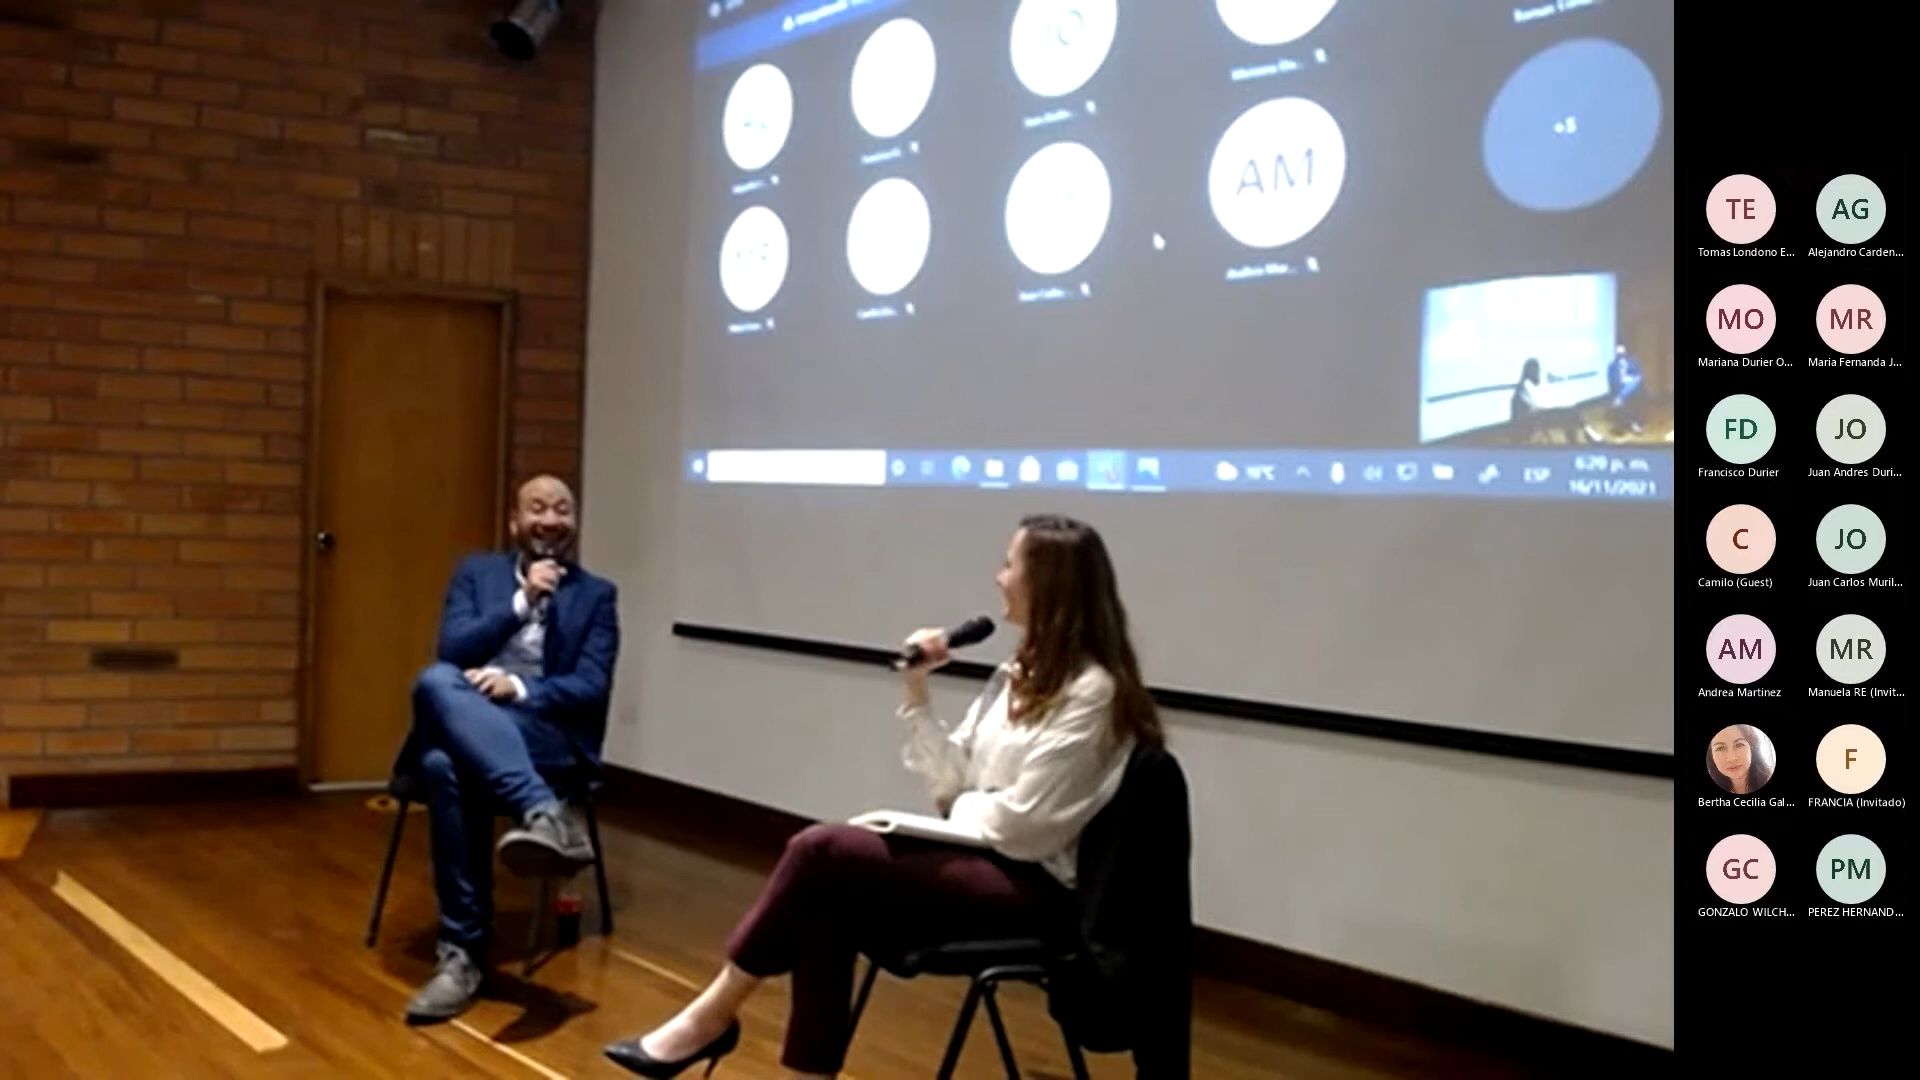 AM
+5
ESP
6:20 p. m.
16/11/2021
TE
Tomas Londono E...
AG
Alejandro Carden...
MO
Mariana Durier O...
MR
Maria Fernanda J...
FD
Francisco Durier
JO
Juan Andres Duri...
C
Camilo (Guest)
JO
Juan Carlos Muril...
AM
Andrea Martinez
MR
Manuela RE (Invit...
Bertha Cecilia Gal...
F
FRANCIA (Invitado)
GC
GONZALO WILCH...
PM
PEREZ HERNAND...